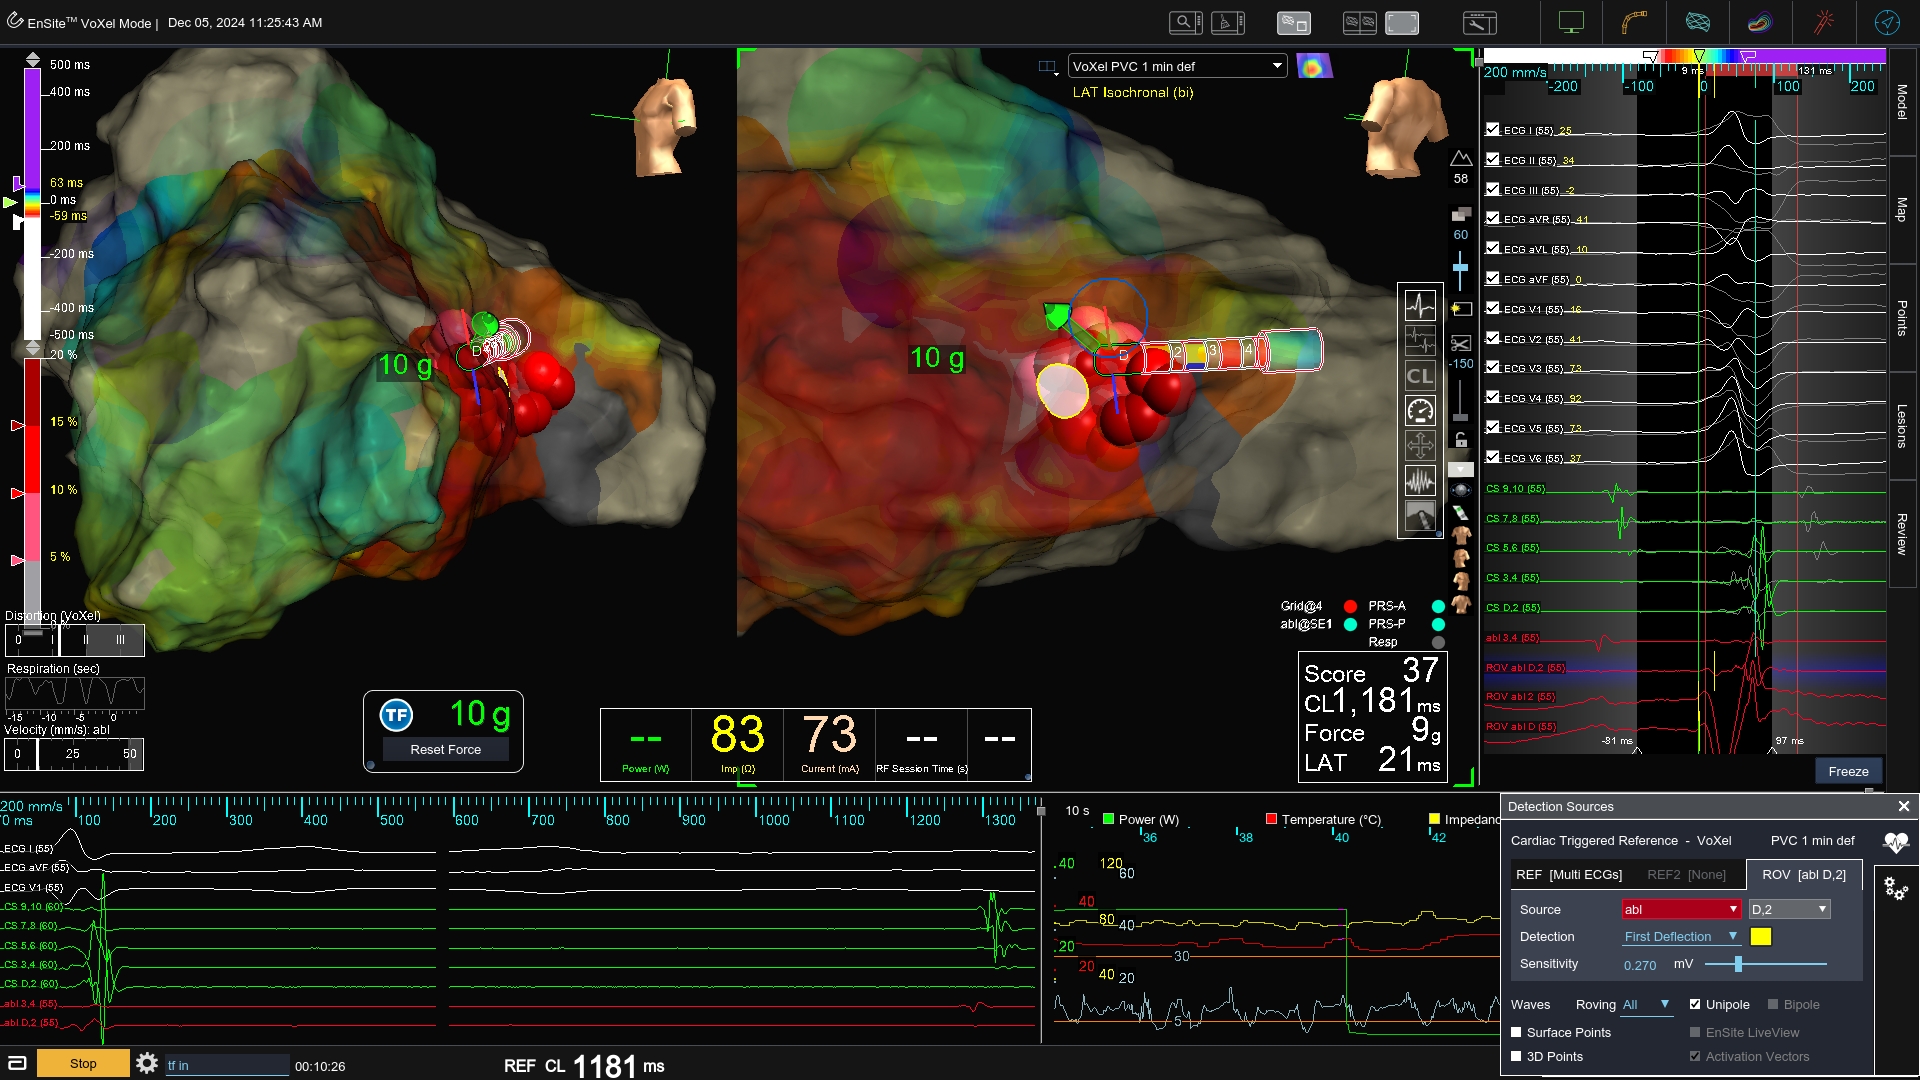 EnSite™ VoXel Mode | Dec 05, 2024 11:25:43 AM
500 ms
400 ms
200 ms
63 ms
0 ms
-59 ms
-200 ms
-400 ms
-500 ms
20 %
15 %
10 %
5 %
Distortion (VoXel)
0 II III
Respiration (sec)
-15 -10 -5 0
Velocity (mm/s): abl
0 25 50
10 g
D
VoXel PVC 1 min def
LAT Isochronal (bi)
10 g
D 2 3 4
58
60
-150
CL
Grid@4 PRS-A
abl@SE1 PRS-P
Resp
Score 37
CL 1,181 ms
Force 9 g
LAT 21 ms
TF 10 g
Reset Force
-- 83 73 -- --
Power (W) Imp (Ω) Current (mA) RF Session Time (s)
200 mm/s 9 ms 131 ms
-200 -100 0 100 200
ECG I (55) 25
ECG II (55) 34
ECG III (55) -2
ECG aVR (55) -41
ECG aVL (55) 10
ECG aVF (55) 0
ECG V1 (55) 16
ECG V2 (55) 41
ECG V3 (55) 73
ECG V4 (55) 92
ECG V5 (55) 73
ECG V6 (55) 37
CS 9,10 (55)
CS 7,8 (55)
CS 5,6 (55)
CS 3,4 (55)
CS D,2 (55)
abl 3,4 (55)
ROV abl D,2 (55)
ROV abl 2 (55)
ROV abl D (55)
-81 ms 97 ms
Freeze
Model
Map
Points
Lesions
Review
200 mm/s
0 ms 100 200 300 400 500 600 700 800 900 1000 1100 1200 1300
ECG I (55)
ECG aVF (55)
ECG V1 (55)
CS 9,10 (60)
CS 7,8 (60)
CS 5,6 (60)
CS 3,4 (60)
CS D,2 (60)
abl 3,4 (55)
abl D,2 (55)
10 s Power (W) Temperature (°C) Impedanc
36 38 40 42
40 120 60
40 80 40
20 30
20 40 20
5
Detection Sources
Cardiac Triggered Reference - VoXel PVC 1 min def
REF [Multi ECGs] REF2 [None] ROV [abl D,2]
Source abl D,2
Detection First Deflection
Sensitivity 0.270 mV
Waves Roving All Unipole Bipole
Surface Points EnSite LiveView
3D Points Activation Vectors
Stop tf in 00:10:26 REF CL 1181 ms